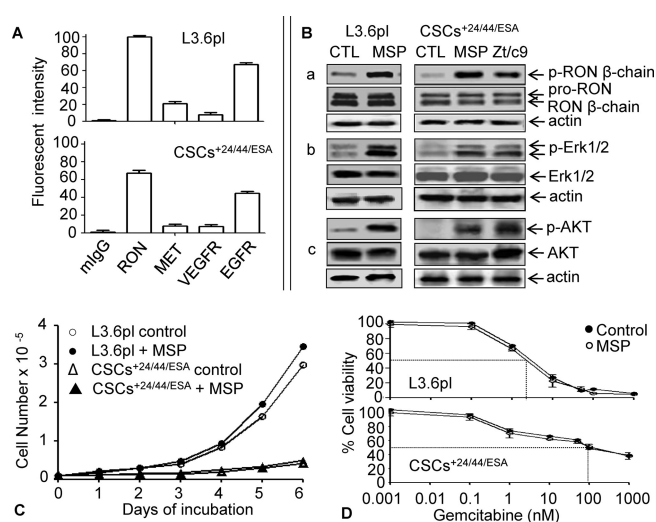 A
L3.6pl
100
80
60
40
20
0
Fluorescent intensity
CSCs+24/44/ESA
100
80
60
40
20
0
mIgG RON MET VEGFR EGFR
B
L3.6pl CSCs+24/44/ESA
CTL MSP CTL MSP Zt/c9
a
p-RON β-chain
pro-RON
RON β-chain
actin
b
p-Erk1/2
Erk1/2
actin
p-AKT
c
AKT
actin
L3.6pl control
L3.6pl + MSP
CSCs+24/44/ESA control
CSCs+24/44/ESA + MSP
Cell Number x 10 -5
4
3
2
1
0
0 1 2 3 4 5 6
C Days of incubation
Control
MSP
% Cell viability
100
80
60
40
20
0
L3.6pl
100
80
60
40
20
0
CSCs+24/44/ESA
0.001 0.1 1 10 100 1000
D Gemcitabine (nM)